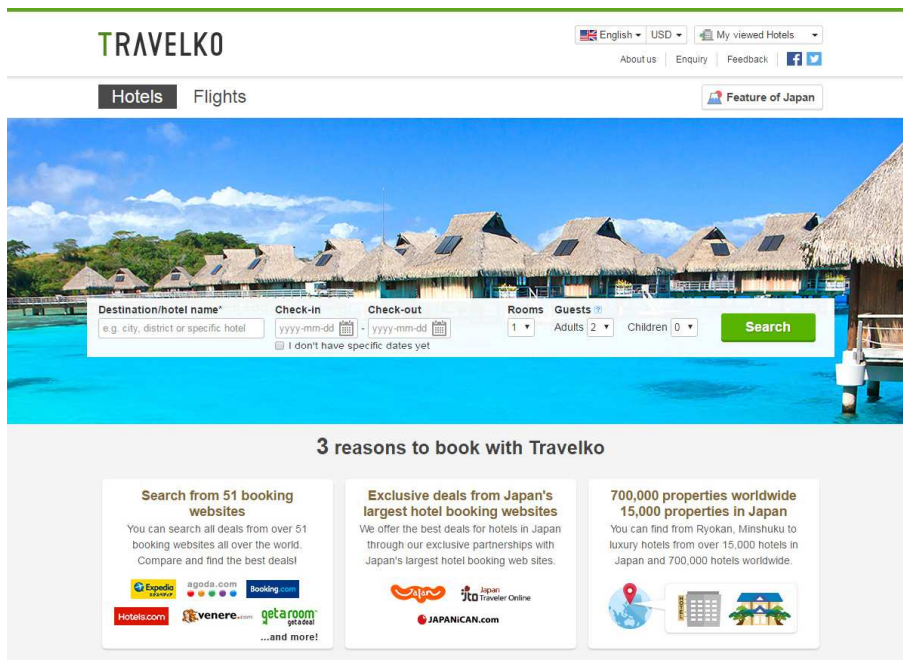 TRAVELKO
English USD My viewed Hotels
About us Enquiry Feedback
Hotels Flights Feature of Japan
Destination/hotel name* Check-in Check-out Rooms Guests
e.g. city, district or specific hotel yyyy-mm-dd - yyyy-mm-dd 1 Adults 2 Children 0 Search
I don't have specific dates yet
3 reasons to book with Travelko
Search from 51 booking
websites
You can search all deals from over 51
booking websites all over the world.
Compare and find the best deals!
Expedia agoda.com Booking.com
Hotels.com venere.com getaroom
getadeal
...and more!
Exclusive deals from Japan's
largest hotel booking websites
We offer the best deals for hotels in Japan
through our exclusive partnerships with
Japan's largest hotel booking web sites.
Jalan Japan
Traveler Online
JAPANiCAN.com
700,000 properties worldwide
15,000 properties in Japan
You can find from Ryokan, Minshuku to
luxury hotels from over 15,000 hotels in
Japan and 700,000 hotels worldwide.
HOTEL